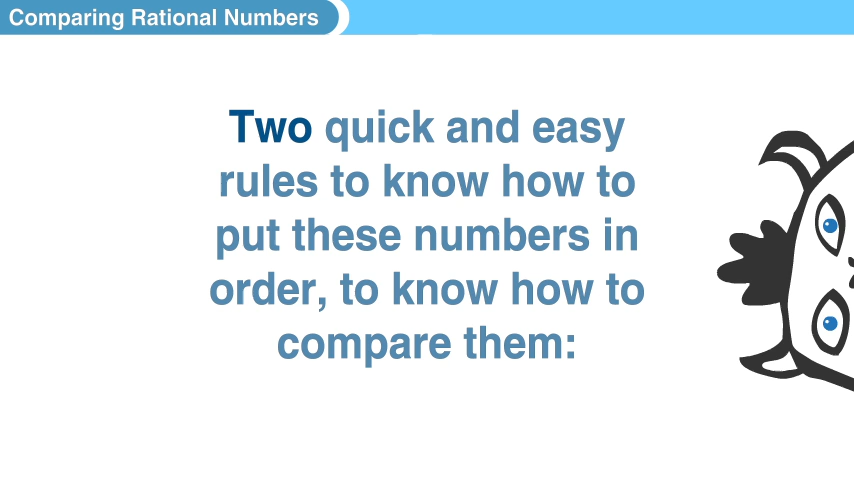 Comparing Rational Numbers
Two quick and easy
rules to know how to
put these numbers in
order, to know how to
compare them: